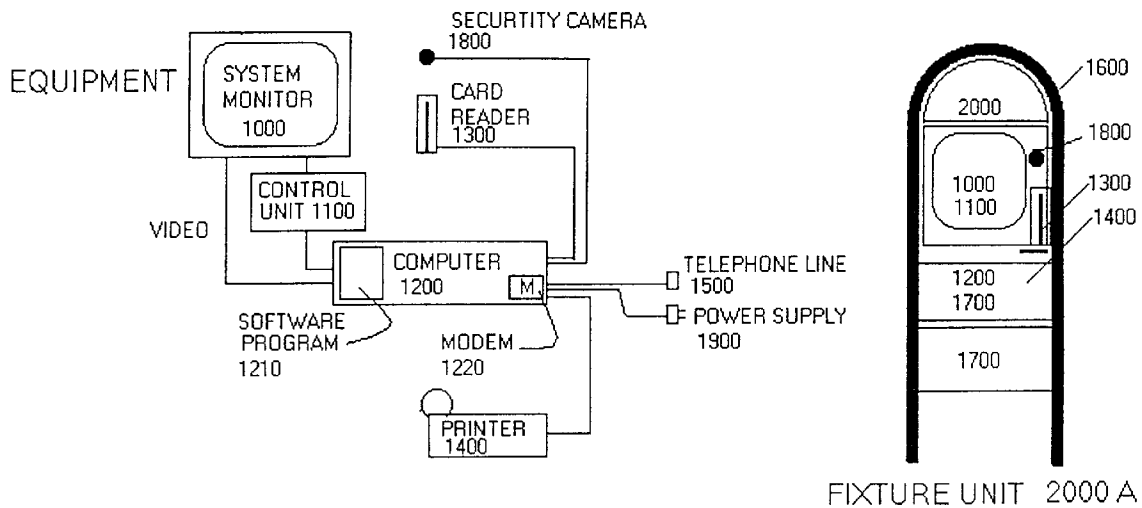 EQUIPMENT
SYSTEM
MONITOR
1000
CONTROL
UNIT 1100
VIDEO
SECURTITY CAMERA
1800
CARD
READER
1300
COMPUTER
1200
M
SOFTWARE
PROGRAM
1210
MODEM
1220
TELEPHONE LINE
1500
POWER SUPPLY
1900
PRINTER
1400
2000
1000
1100
1200
1700
1700
1600
1800
1300
1400
FIXTURE UNIT 2000 A